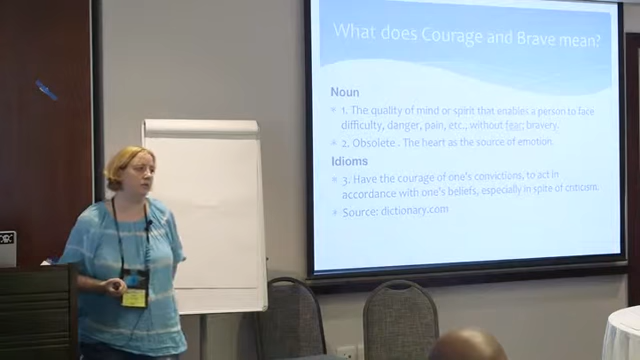 What does Courage and Brave mean?
Noun
1. The quality of mind or spirit that enables a person to face
difficulty, danger, pain, etc., without fear; bravery.
2. Obsolete . The heart as the source of emotion.
Idioms
3. Have the courage of one's convictions, to act in
accordance with one's beliefs, especially in spite of criticism.
Source: dictionary.com